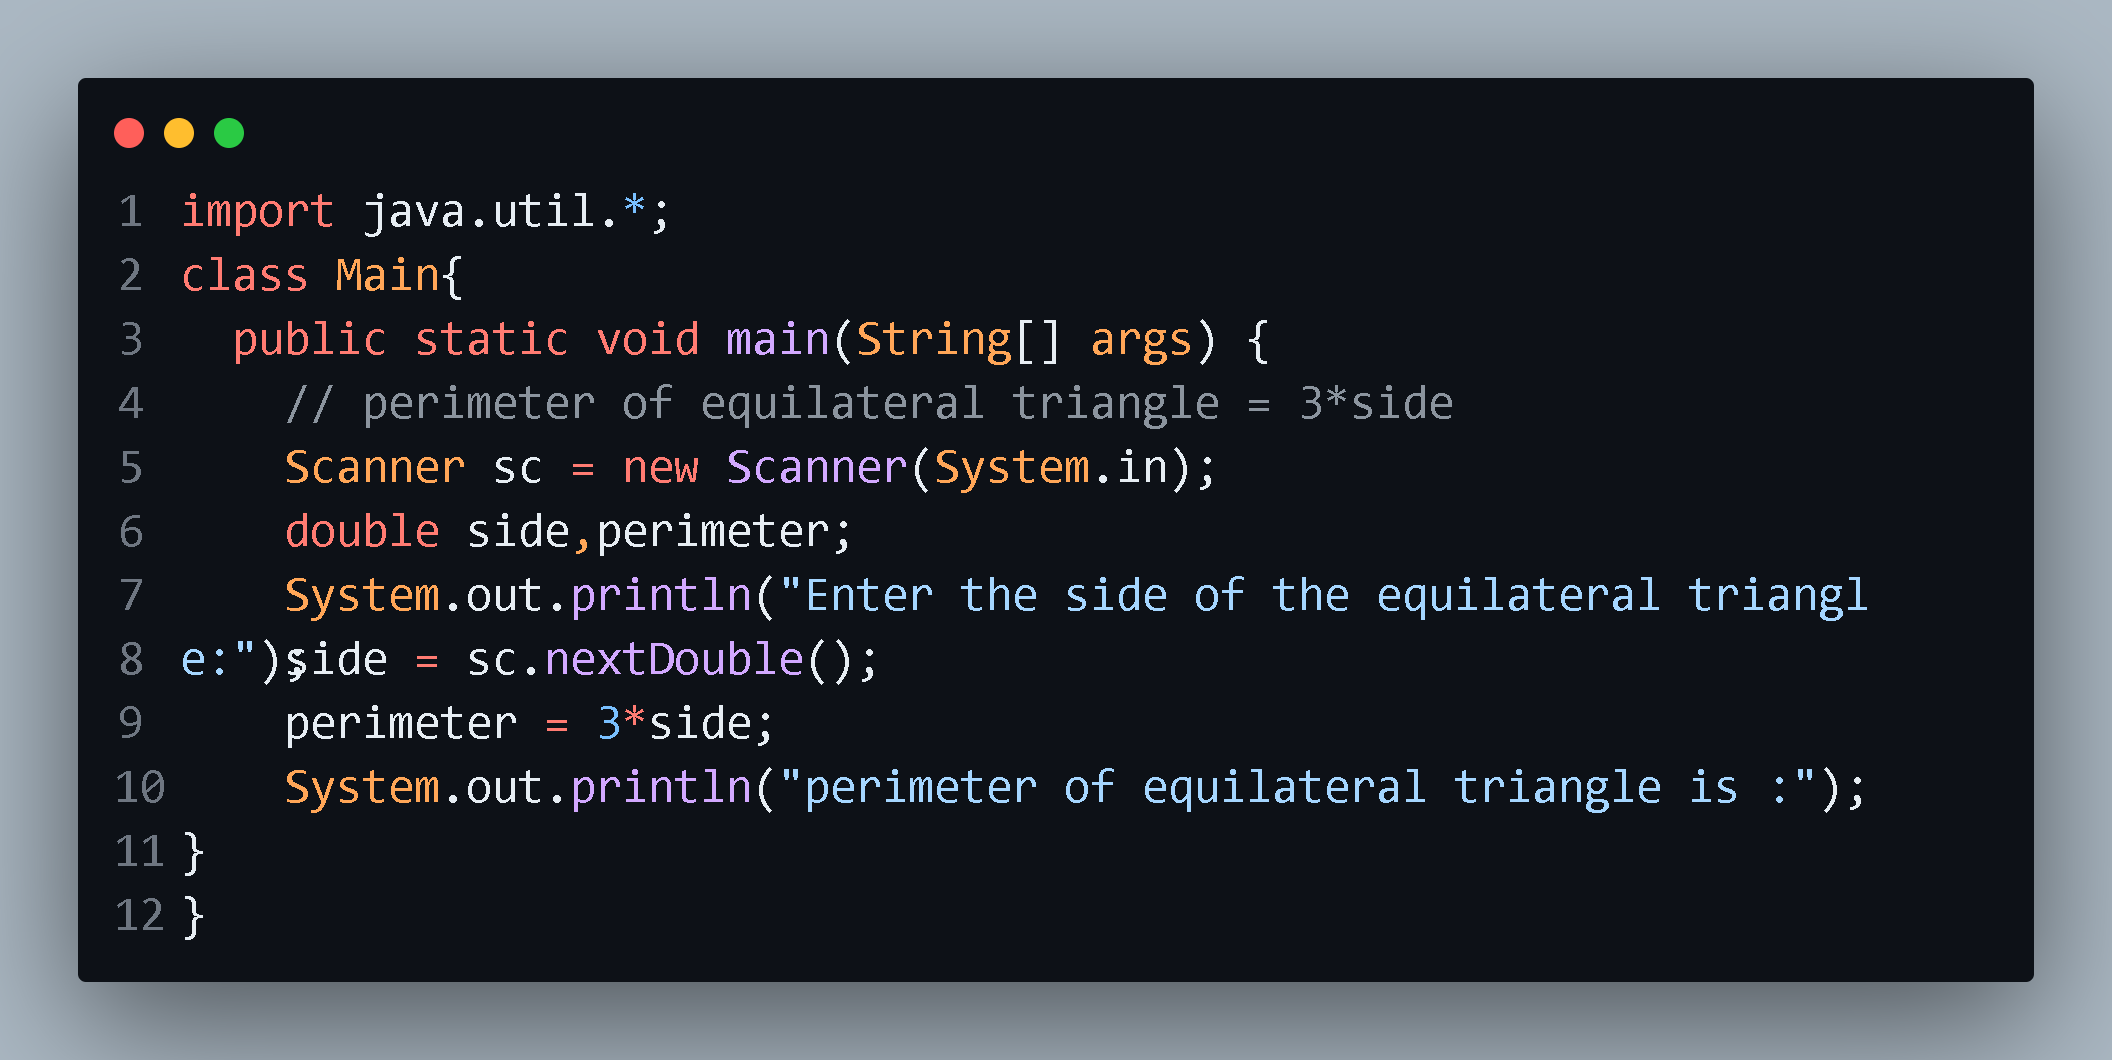 1 import java.util.*;
2 class Main{
3   public static void main(String[] args) {
4     // perimeter of equilateral triangle = 3*side
5     Scanner sc = new Scanner(System.in);
6     double side,perimeter;
7     System.out.println("Enter the side of the equilateral triangl
8 e:");side = sc.nextDouble();
9     perimeter = 3*side;
10     System.out.println("perimeter of equilateral triangle is :");
11 }
12 }